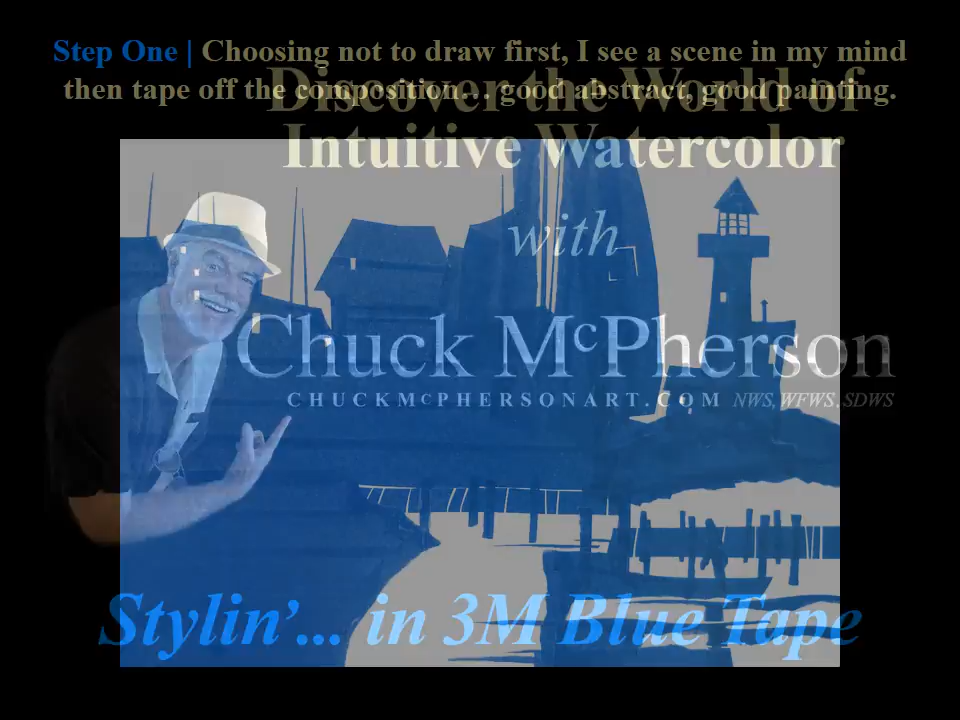 Step One | Choosing not to draw first, I see a scene in my mind
then tape off the composition… good abstract, good painting.
Discover the World of
Intuitive Watercolor
with
Chuck McPherson
CHUCKMCPHERSONART.COM NWS, WFWS, SDWS
Stylin’... in 3M Blue Tape